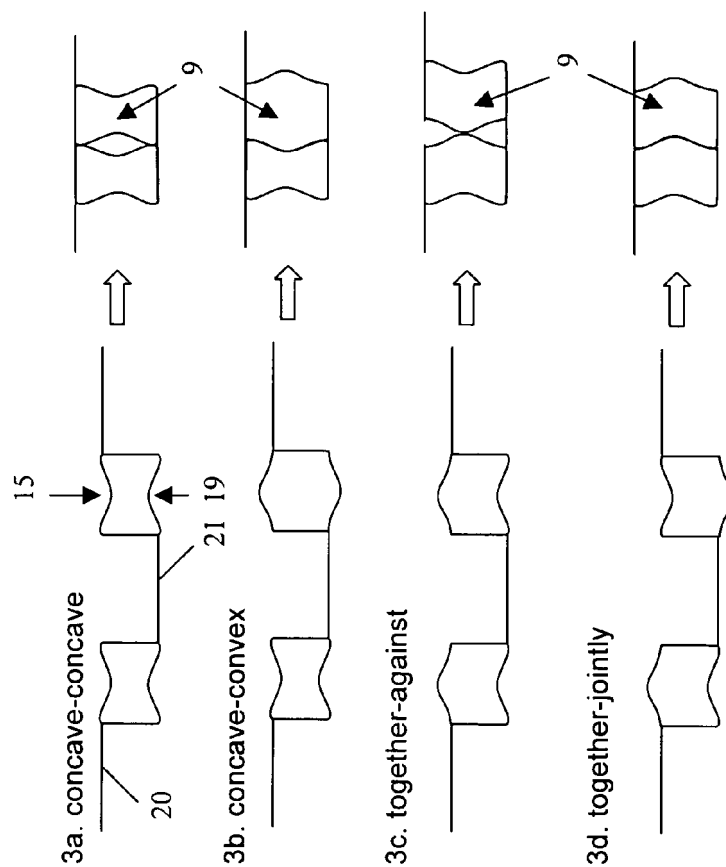 3a. concave-concave
15
19
20
21
9
3b. concave-convex
3c. together-against
9
3d. together-jointly